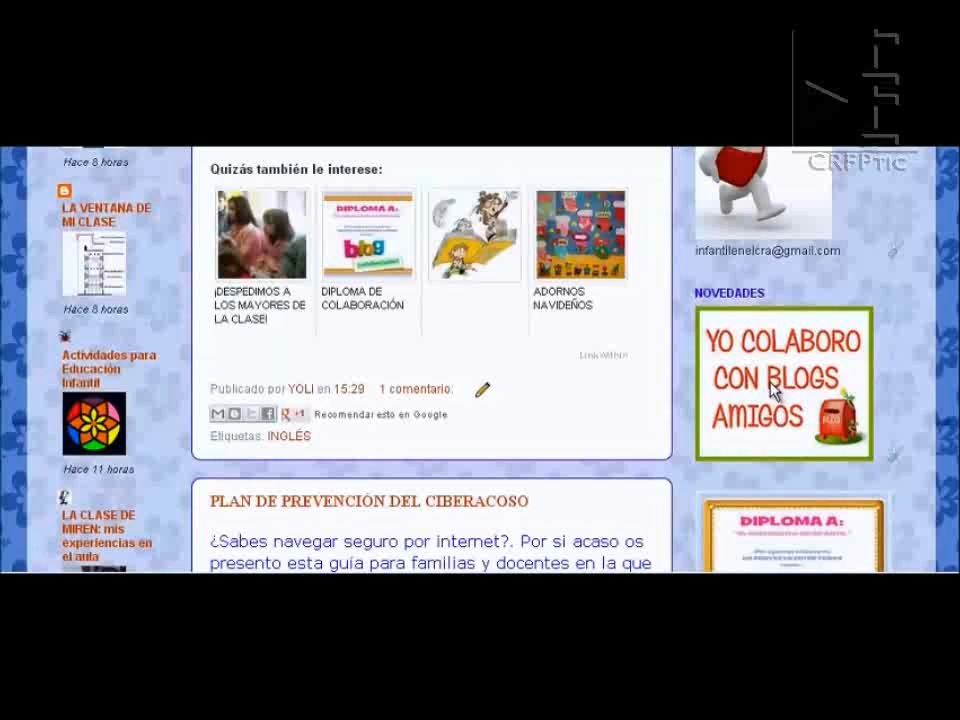 CRFPTIC
Hace 8 horas
LA VENTANA DE
MI CLASE
Hace 8 horas
Actividades para
Educación
Infantil
Hace 11 horas
LA CLASE DE
MIREN: mis
experiencias en
el aula
Quizás también le interese:
DIPLOMA A:
blog
¡DESPEDIMOS A
LOS MAYORES DE
LA CLASE!
DIPLOMA DE
COLABORACIÓN
ADORNOS
NAVIDEÑOS
LinkWithin
Publicado por YOLI en 15:29 1 comentario:
+1 Recomendar esto en Google
Etiquetas: INGLÉS
PLAN DE PREVENCIÓN DEL CIBERACOSO
¿Sabes navegar seguro por internet?. Por si acaso os
presento esta guía para familias y docentes en la que
infantilenelcra@gmail.com
NOVEDADES
YO COLABORO
CON BLOGS
AMIGOS
BLOG
DIPLOMA A: